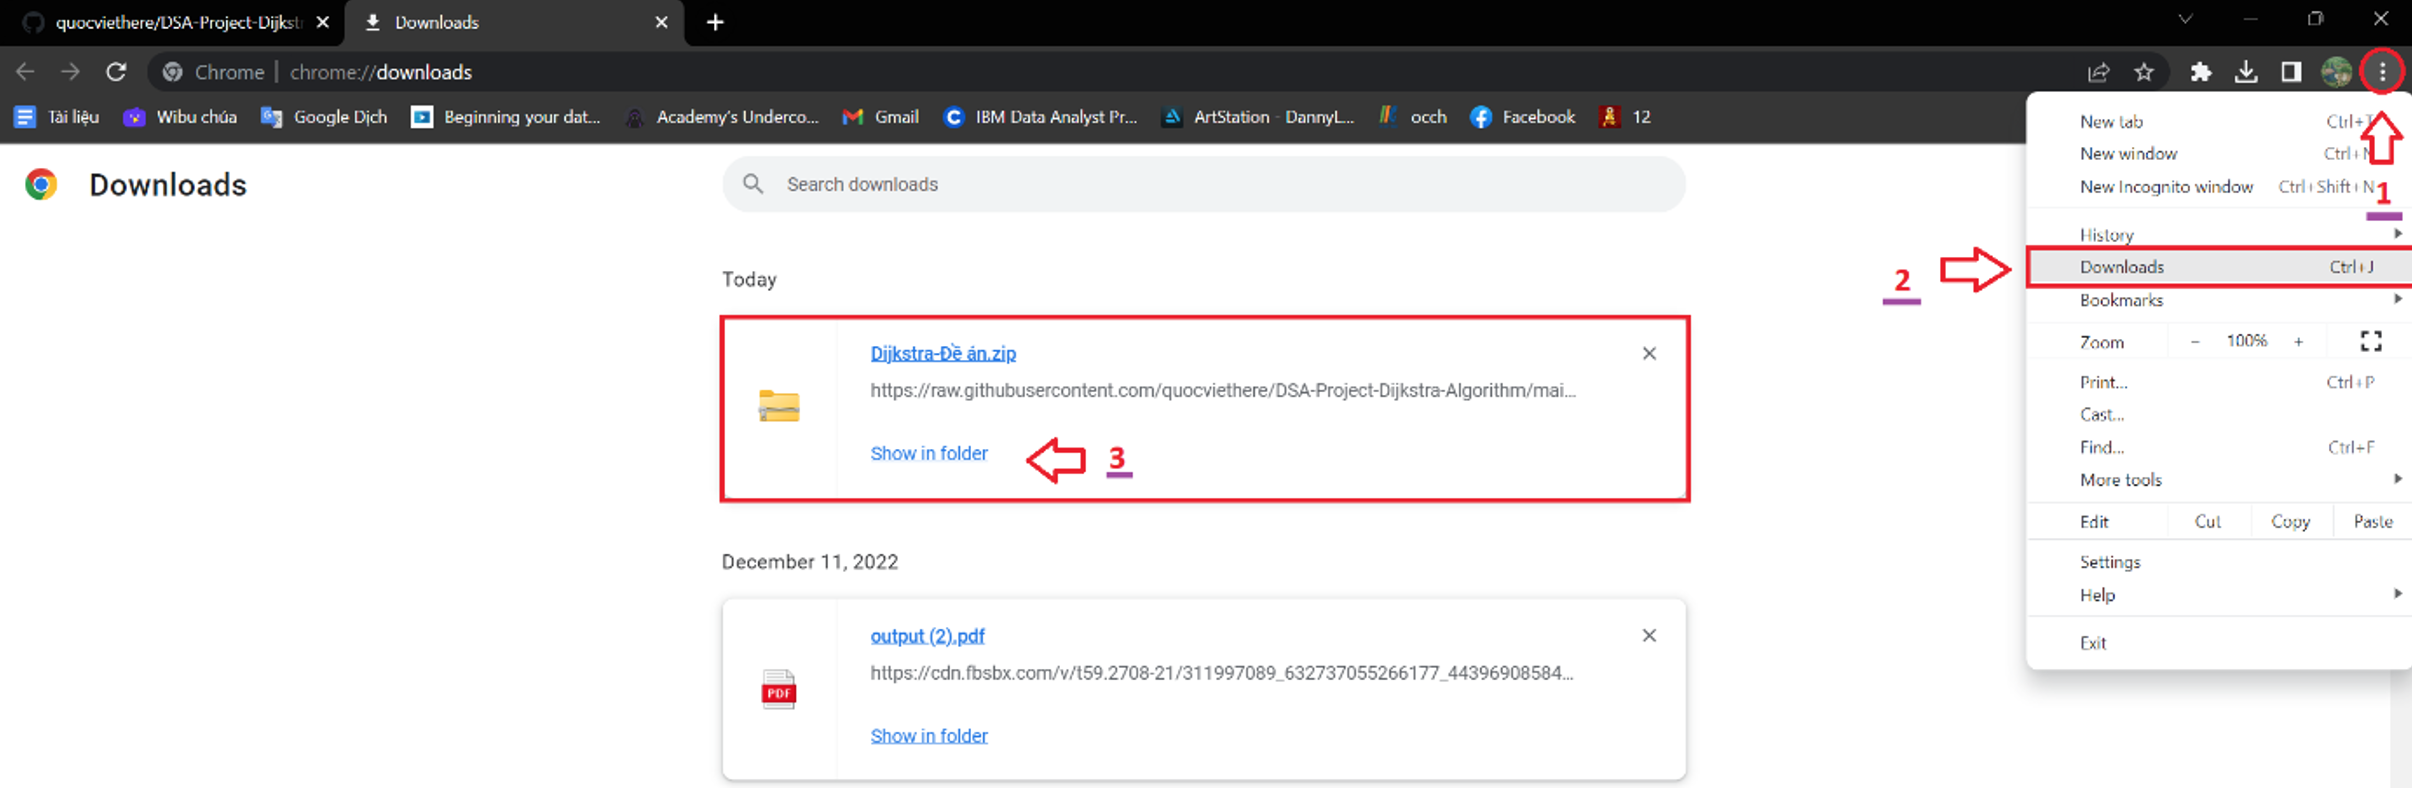 quocviethere/DSA-Project-Dijkst
Downloads
Chrome | chrome://downloads
Tài liệu
Wibu chúa
Google Dịch
Beginning your dat...
Academy's Underco...
Gmail
IBM Data Analyst Pr...
ArtStation - DannyL...
occh
Facebook
12
Downloads
Search downloads
Today
Dijkstra-Đề án.zip
https://raw.githubusercontent.com/quocviethere/DSA-Project-Dijkstra-Algorithm/mai...
Show in folder
3
December 11, 2022
output (2).pdf
PDF
https://cdn.fbsbx.com/v/t59.2708-21/311997089_632737055266177_44396908584...
Show in folder
New tab Ctrl+T
New window Ctrl+N
New Incognito window Ctrl+Shift+N
1
History
2
Downloads Ctrl+J
Bookmarks
Zoom - 100% +
Print... Ctrl+P
Cast...
Find... Ctrl+F
More tools
Edit Cut Copy Paste
Settings
Help
Exit